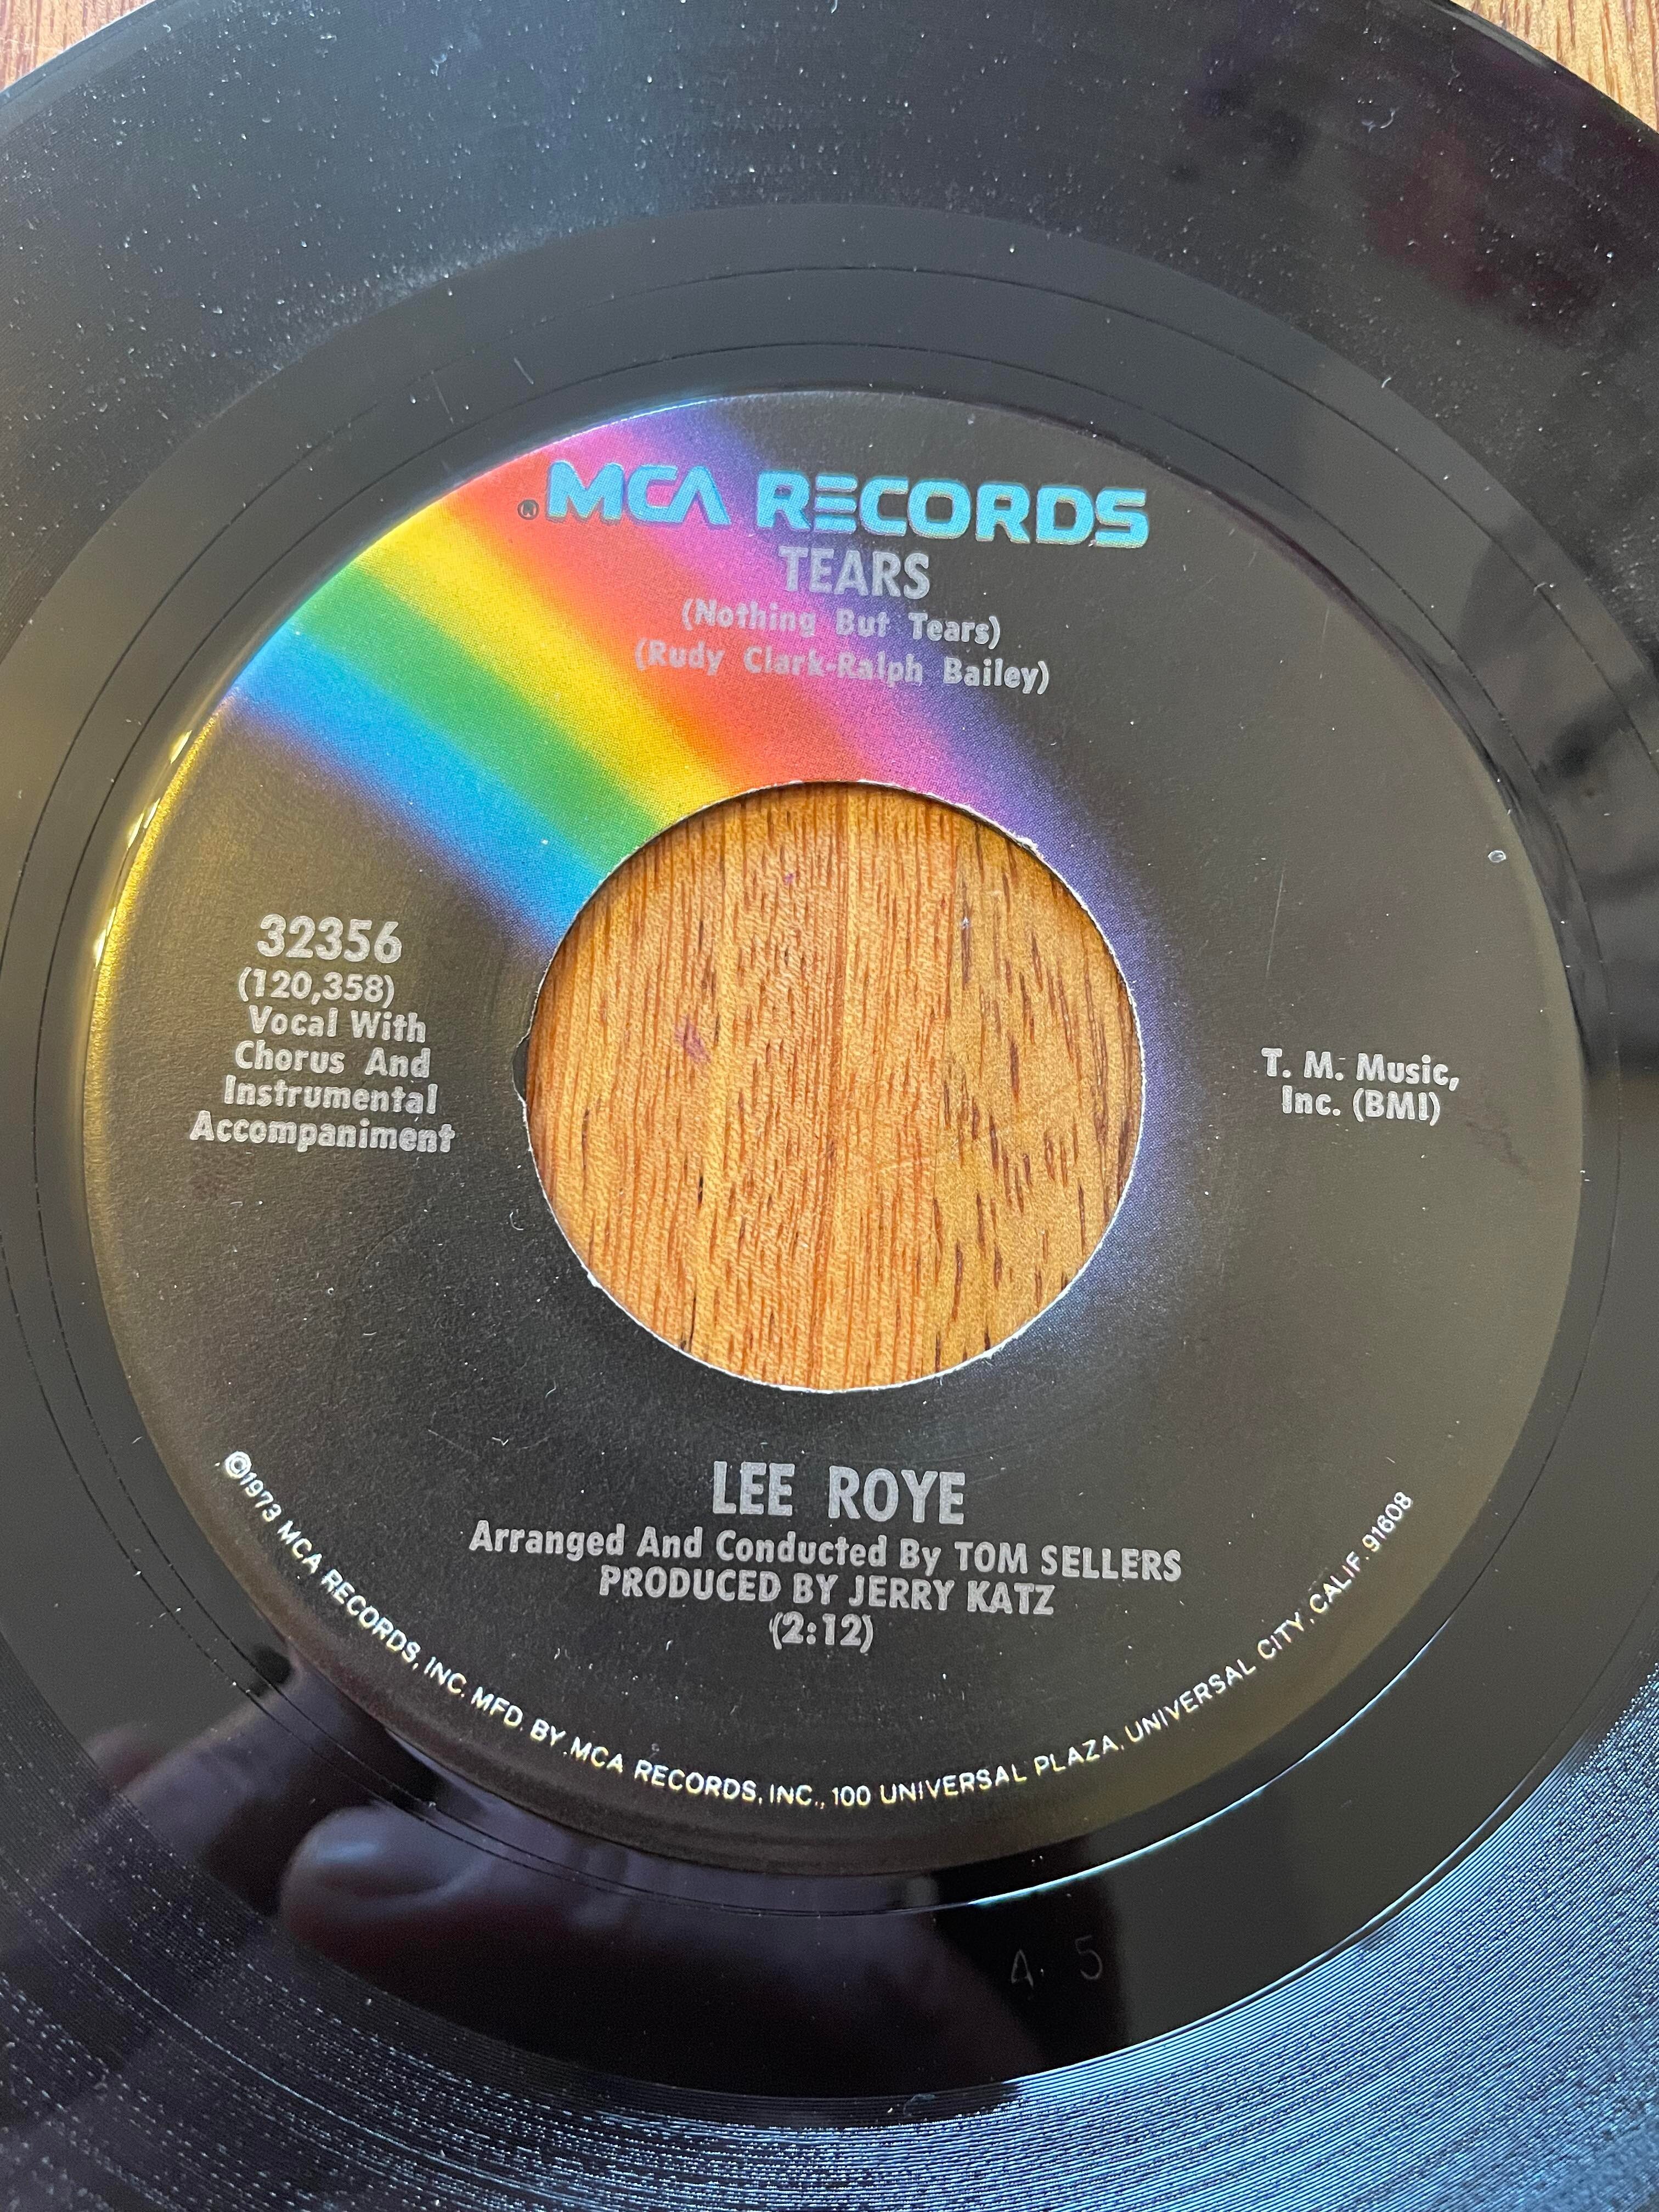 ® MCA RECORDS
TEARS
(Nothing But Tears)
(Rudy Clark-Ralph Bailey)
32356
(120,358)
Vocal With
Chorus And
Instrumental
Accompaniment
T. M. Music,
Inc. (BMI)
LEE ROYE
Arranged And Conducted By TOM SELLERS
PRODUCED BY JERRY KATZ
(2:12)
©1973 MCA RECORDS, INC. MFD. BY MCA RECORDS, INC., 100 UNIVERSAL PLAZA, UNIVERSAL CITY, CALIF. 91608
4 5